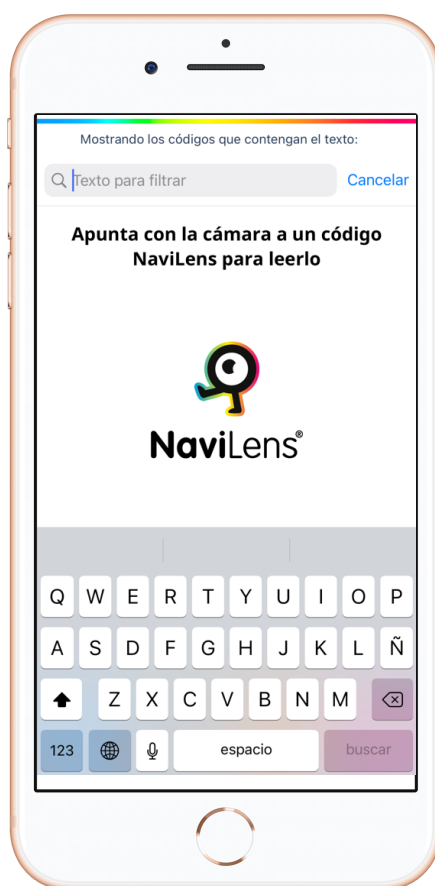 Mostrando los códigos que contengan el texto:
Texto para filtrar Cancelar
Apunta con la cámara a un código
NaviLens para leerlo
NaviLens®
Q W E R T Y U I O P
A S D F G H J K L Ñ
Z X C V B N M
123 espacio buscar